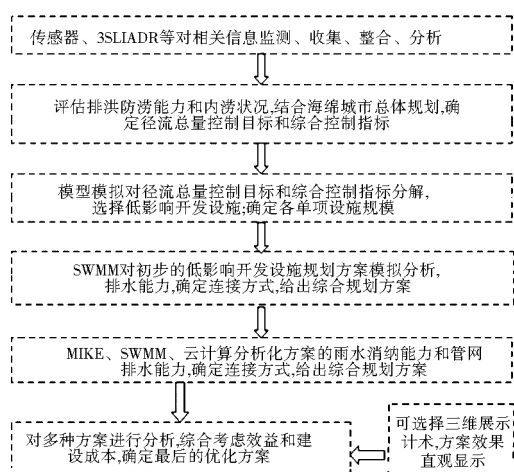 传感器、3SLIADR等对相关信息监测、收集、整合、分析
评估排洪防涝能力和内涝状况,结合海绵城市总体规划,确
定径流总量控制目标和综合控制指标
模型模拟对径流总量控制目标和综合控制指标分解,
选择低影响开发设施;确定各单项设施规模
SWMM对初步的低影响开发设施规划方案模拟分析,
排水能力,确定连接方式,给出综合规划方案
MIKE、SWMM、云计算分析化方案的雨水消纳能力和管网
排水能力,确定连接方式,给出综合规划方案
对多种方案进行分析,综合考虑效益和建
设成本,确定最后的优化方案
可选择三维展示
计术,方案效果
直观显示